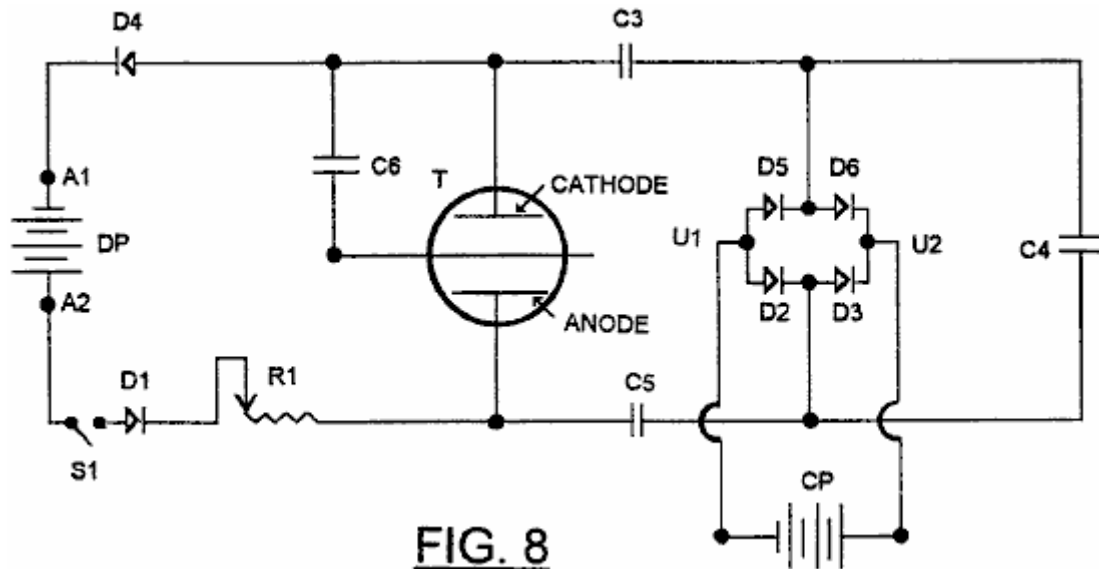 D4
C3
A1
C6
T
CATHODE
D5
D6
DP
U1
U2
C4
A2
ANODE
D2
D3
D1
R1
C5
S1
CP
FIG. 8